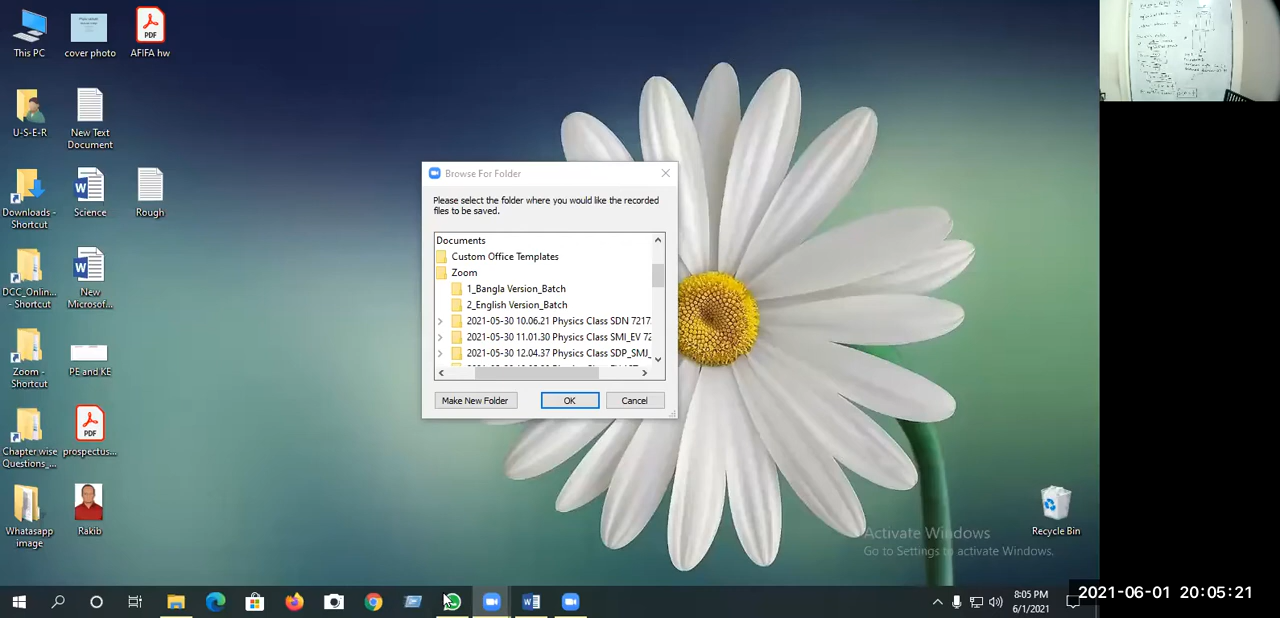 This PC
cover photo
AFIFA hw
U-S-E-R
New Text
Document
Downloads -
Shortcut
Science
Rough
DCC_Onlin...
- Shortcut
New
Microsof...
Zoom -
Shortcut
PE and KE
Chapter wise
Questions_...
prospectus...
Whatasapp
image
Rakib
Browse For Folder
Please select the folder where you would like the recorded
files to be saved.
Documents
Custom Office Templates
Zoom
1_Bangla Version_Batch
2_English Version_Batch
2021-05-30 10.06.21 Physics Class SDN 7217
2021-05-30 11.01.30 Physics Class SMI_EV 72
2021-05-30 12.04.37 Physics Class SDP_SMJ_
Make New Folder
OK
Cancel
Recycle Bin
Activate Windows
Go to Settings to activate Windows.
8:05 PM
6/1/2021
2021-06-01 20:05:21